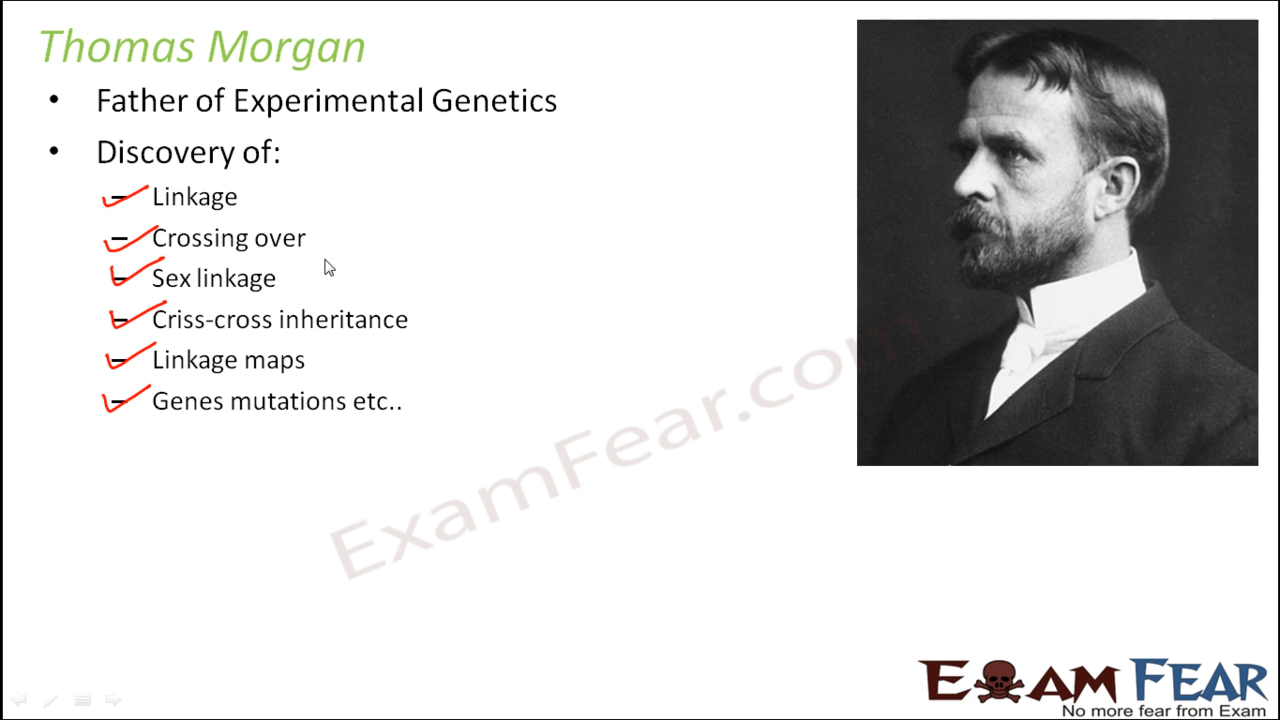 Thomas Morgan
• Father of Experimental Genetics
• Discovery of:
– Linkage
– Crossing over
– Sex linkage
– Criss-cross inheritance
– Linkage maps
– Genes mutations etc..
ExamFear.com
EXAM FEAR
No more fear from Exam